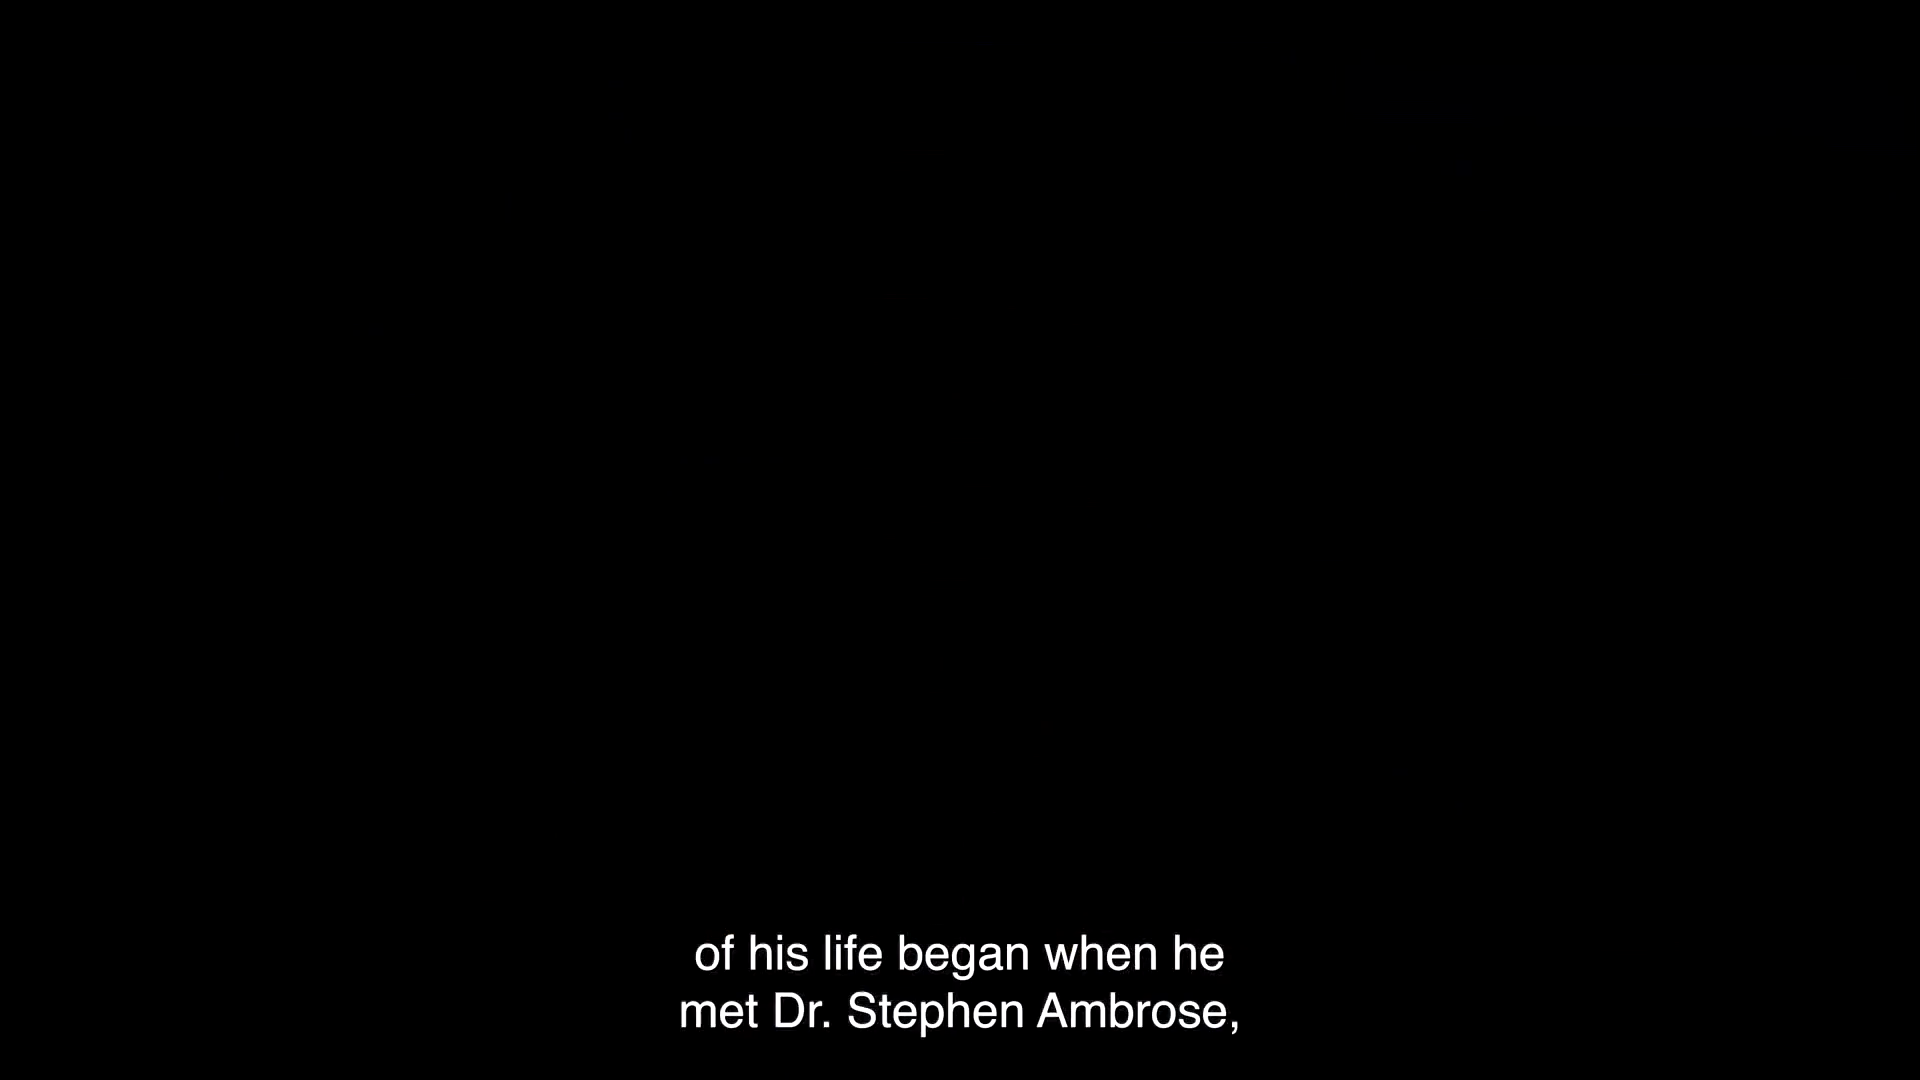 of his life began when he
met Dr. Stephen Ambrose,